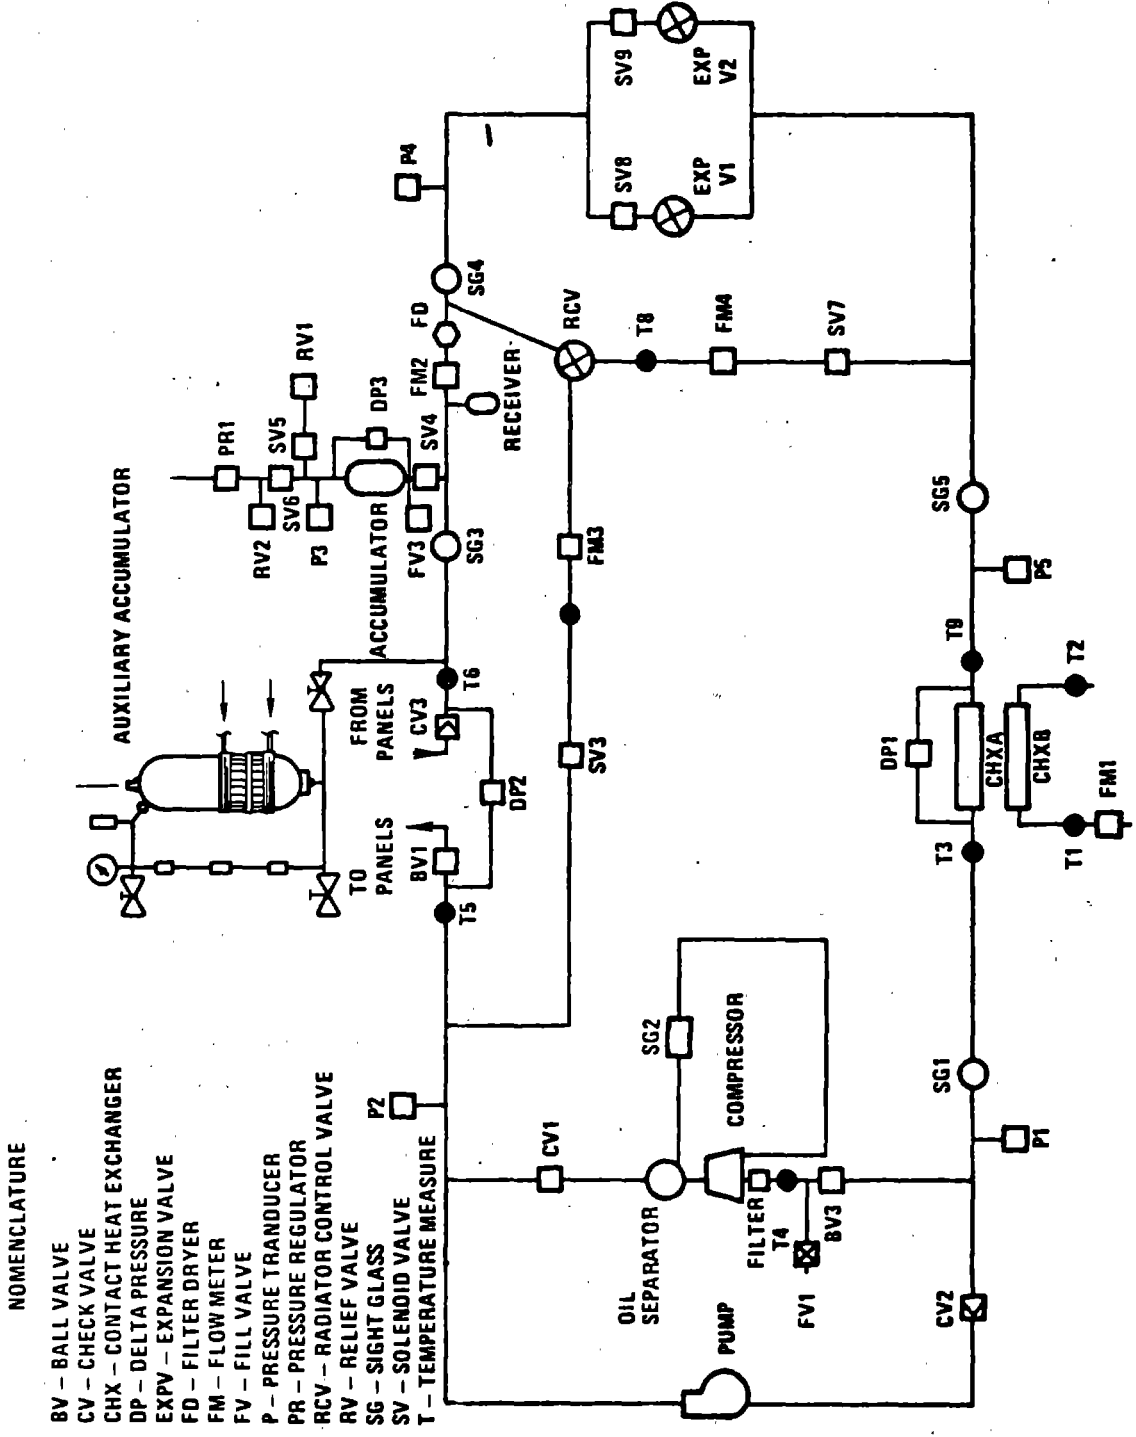 NOMENCLATURE
BV – BALL VALVE
CV – CHECK VALVE
CHX – CONTACT HEAT EXCHANGER
DP – DELTA PRESSURE
EXPV – EXPANSION VALVE
FD – FILTER DRYER
FM – FLOW METER
FV – FILL VALVE
P – PRESSURE TRANDUCER
PR – PRESSURE REGULATOR
RCV – RADIATOR CONTROL VALVE
RV – RELIEF VALVE
SG – SIGHT GLASS
SV – SOLENOID VALVE
T – TEMPERATURE MEASURE
AUXILIARY ACCUMULATOR
PR1
RV2
SV6
SV5
RV1
P3
DP3
ACCUMULATOR
FV3
SV4
SG3
FM2
FD
RECEIVER
SG4
P4
TO
PANELS
FROM
PANELS
BV1
CV3
T5
T6
DP2
P2
SV3
FM3
RCV
T8
FM4
SV7
SV8
EXP
V1
SV9
EXP
V2
CV1
OIL
SEPARATOR
SG2
COMPRESSOR
FILTER
T4
BV3
FV1
PUMP
CV2
P1
SG1
T3
DP1
CHXA
CHXB
T1
FM1
T2
T9
P5
SG5